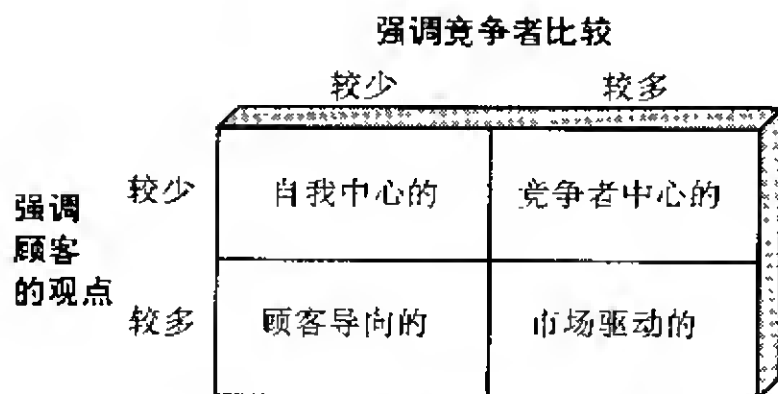 强调竞争者比较
较少 较多
较少 自我中心的 竞争者中心的
强调
顾客
的观点
较多 顾客导向的 市场驱动的